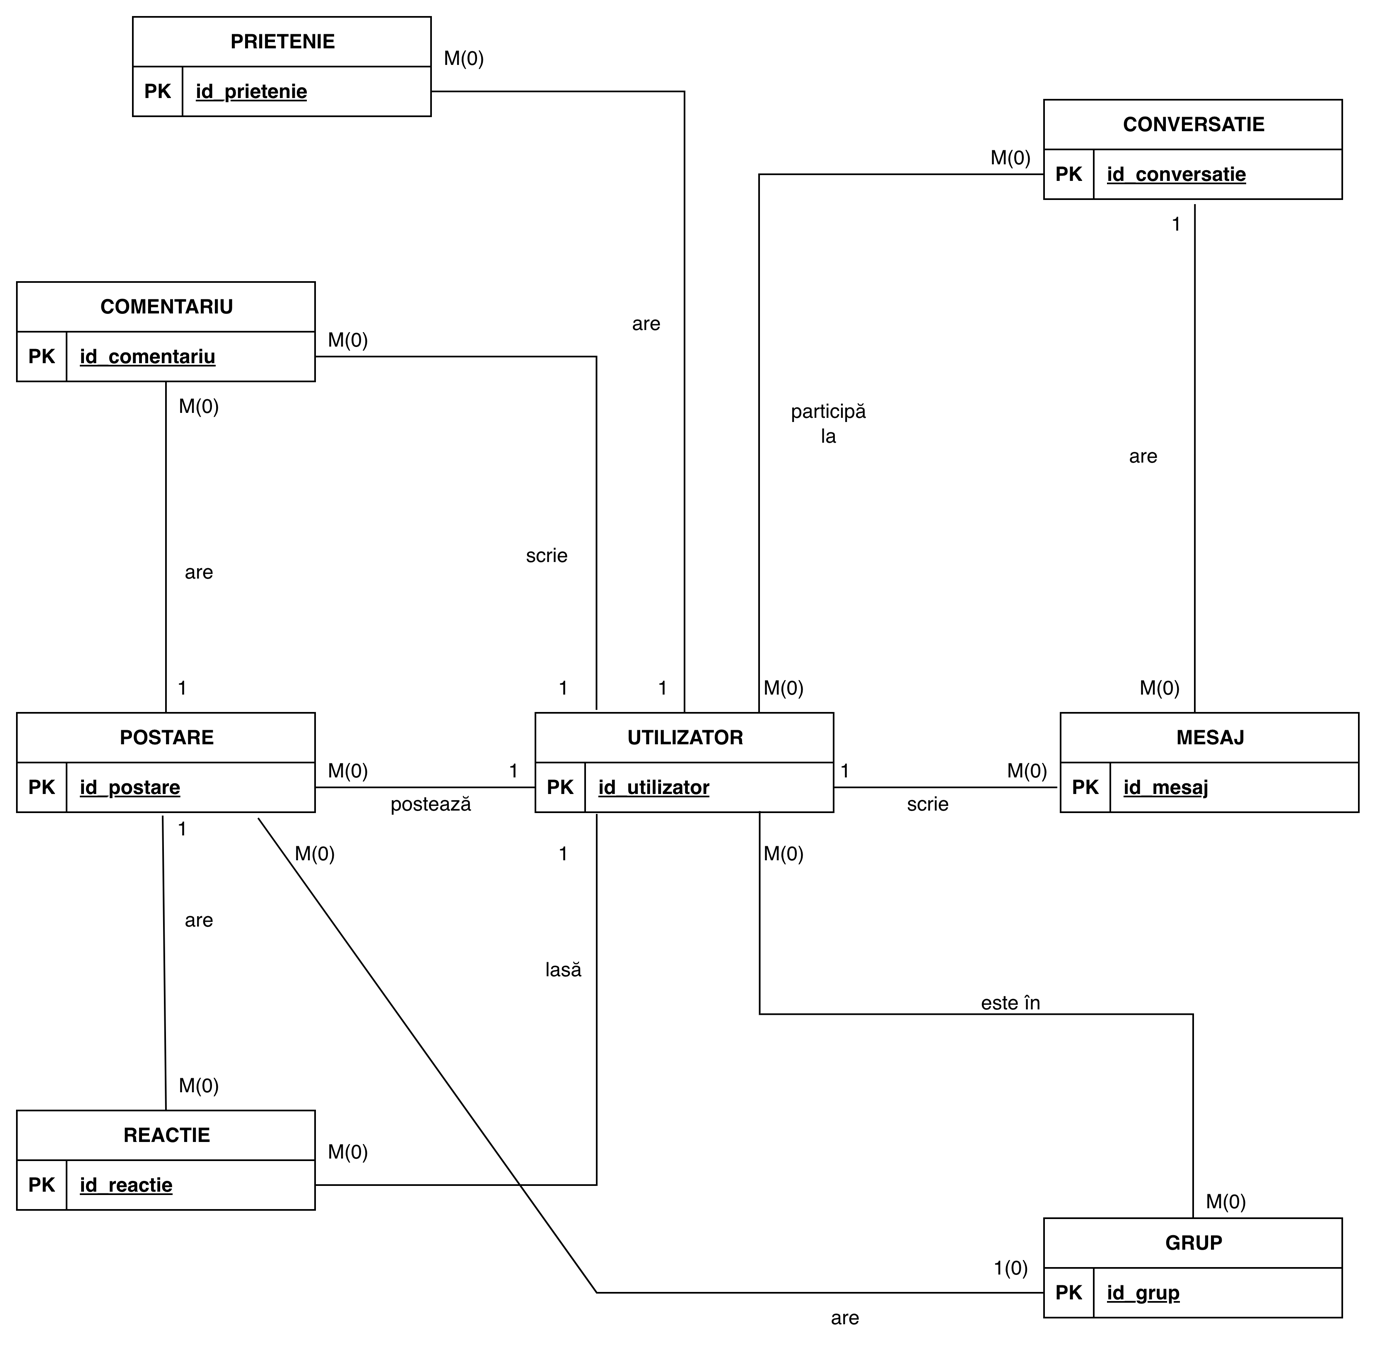 PRIETENIE
M(0)
PK id_prietenie
CONVERSATIE
M(0)
PK id_conversatie
1
COMENTARIU
are
M(0)
PK id_comentariu
M(0)
participă
la
are
scrie
are
1
1
1
M(0)
M(0)
POSTARE
UTILIZATOR
MESAJ
M(0)
1
1
M(0)
PK id_postare
PK id_utilizator
PK id_mesaj
postează
scrie
1
M(0)
1
M(0)
are
lasă
este în
M(0)
REACTIE
M(0)
PK id_reactie
M(0)
GRUP
1(0)
PK id_grup
are